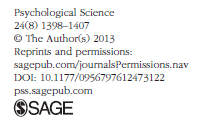 Psychological Science
24(8) 1398–1407
© The Author(s) 2013
Reprints and permissions:
sagepub.com/journalsPermissions.nav
DOI: 10.1177/0956797612473122
pss.sagepub.com
SAGE